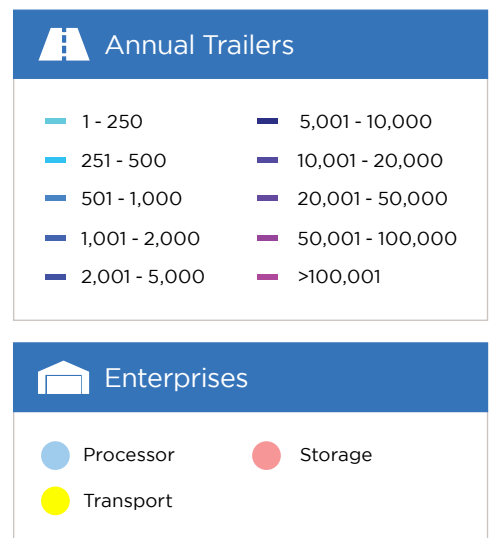 Annual Trailers
1 - 250
251 - 500
501 - 1,000
1,001 - 2,000
2,001 - 5,000
5,001 - 10,000
10,001 - 20,000
20,001 - 50,000
50,001 - 100,000
>100,001
Enterprises
Processor
Transport
Storage